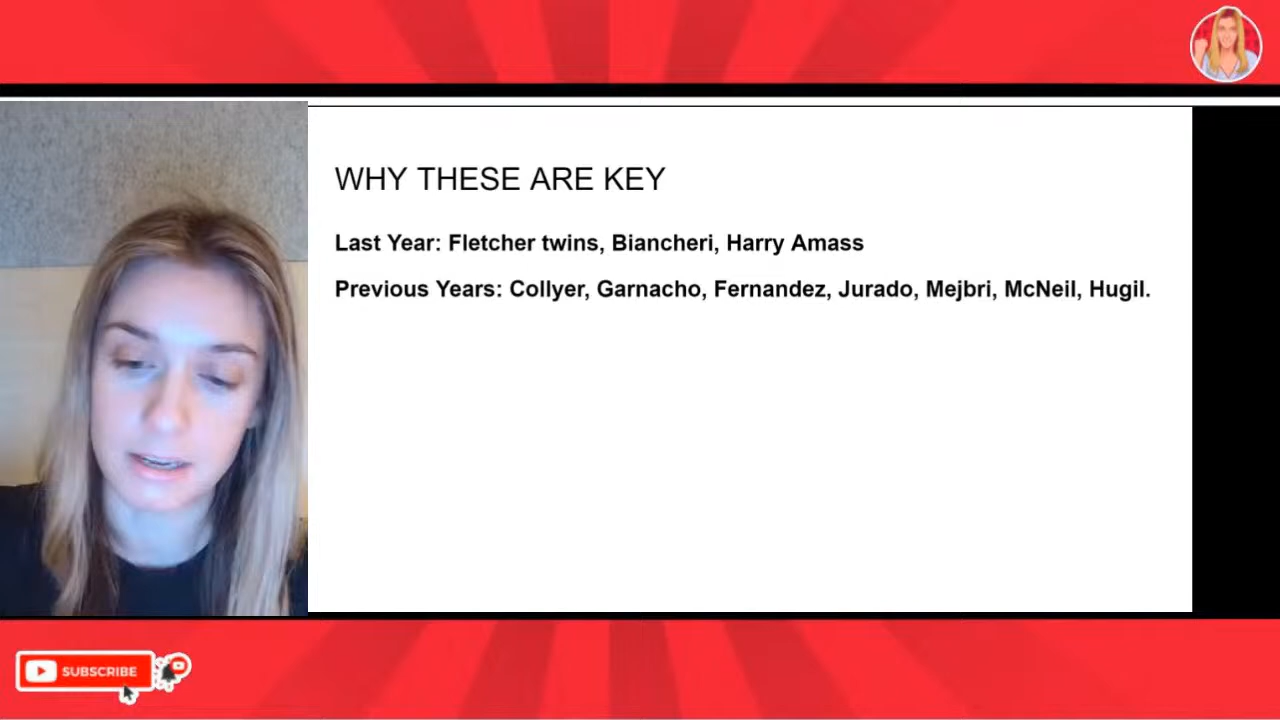 WHY THESE ARE KEY
Last Year: Fletcher twins, Biancheri, Harry Amass
Previous Years: Collyer, Garnacho, Fernandez, Jurado, Mejbri, McNeil, Hugil.
SUBSCRIBE